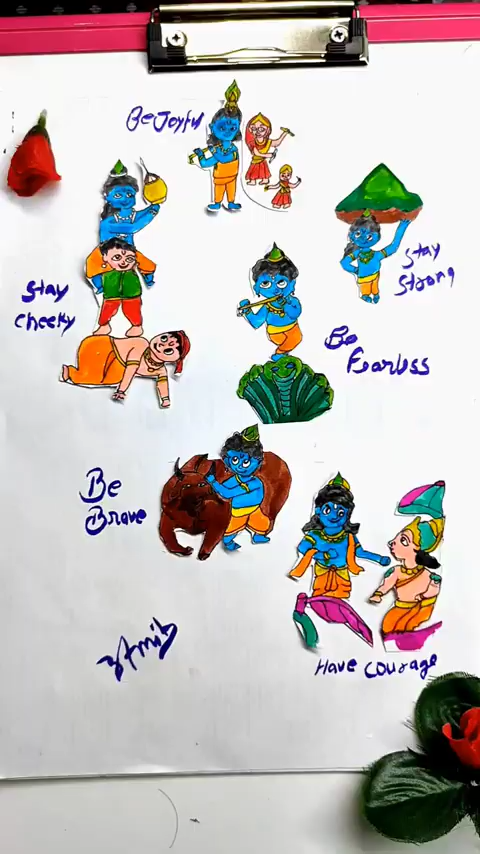 Be Joyful
Stay
Strong
Stay
Cheeky
Be
Fearless
Be
Brave
Have Courage